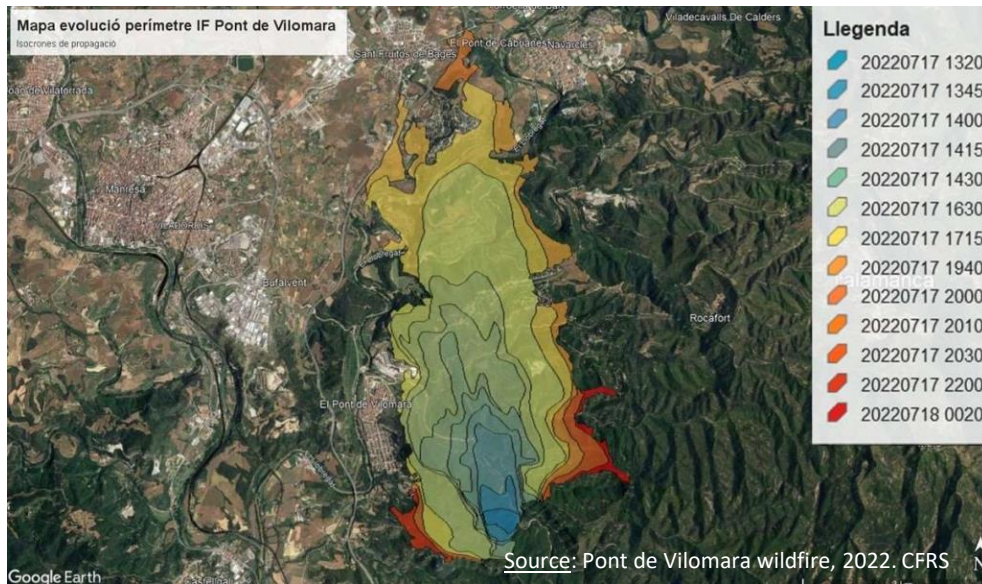 Mapa evolució perímetre IF Pont de Vilomara
Isocrones de propagació
Viladecavalls De Calders
El Pont de Cabrianes
Navarcles
Sant Fruitós de Bages
Manresa
Bufalvent
Rocafort
El Pont de Vilomara
Llegenda
20220717 1320
20220717 1345
20220717 1400
20220717 1415
20220717 1430
20220717 1630
20220717 1715
20220717 1940
20220717 2000
20220717 2010
20220717 2030
20220717 2200
20220718 0020
Source: Pont de Vilomara wildfire, 2022. CFRS
Google Earth
N